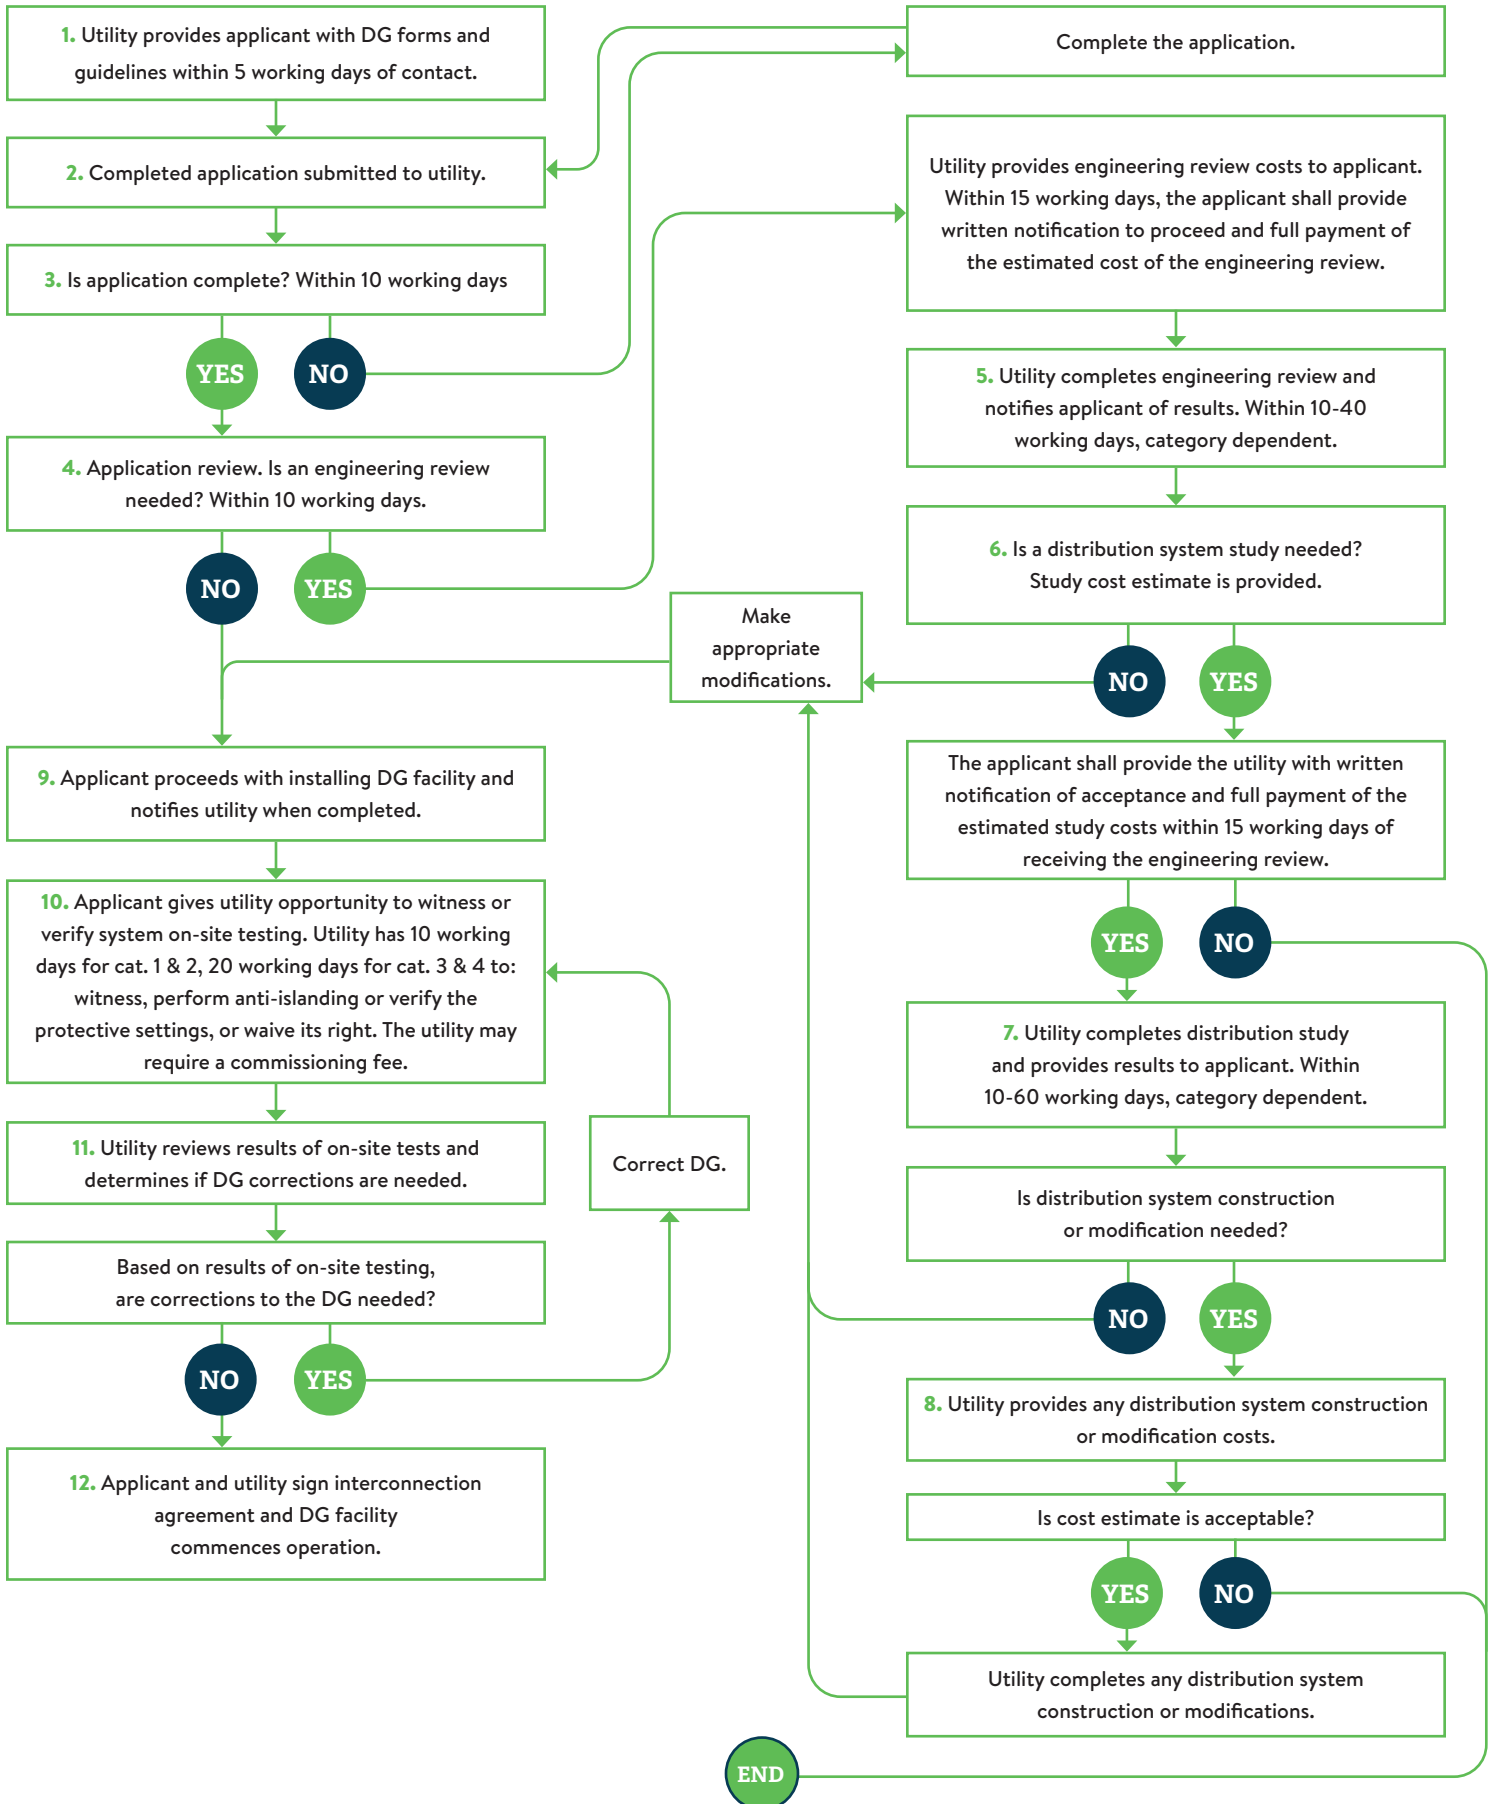 1. Utility provides applicant with DG forms and
guidelines within 5 working days of contact.
2. Completed application submitted to utility.
3. Is application complete? Within 10 working days
YES
NO
Complete the application.
4. Application review. Is an engineering review
needed? Within 10 working days.
NO
YES
Utility provides engineering review costs to applicant.
Within 15 working days, the applicant shall provide
written notification to proceed and full payment of
the estimated cost of the engineering review.
5. Utility completes engineering review and
notifies applicant of results. Within 10-40
working days, category dependent.
6. Is a distribution system study needed?
Study cost estimate is provided.
NO
YES
Make
appropriate
modifications.
The applicant shall provide the utility with written
notification of acceptance and full payment of the
estimated study costs within 15 working days of
receiving the engineering review.
YES
NO
7. Utility completes distribution study
and provides results to applicant. Within
10-60 working days, category dependent.
Is distribution system construction
or modification needed?
NO
YES
8. Utility provides any distribution system construction
or modification costs.
Is cost estimate is acceptable?
YES
NO
Utility completes any distribution system
construction or modifications.
END
9. Applicant proceeds with installing DG facility and
notifies utility when completed.
10. Applicant gives utility opportunity to witness or
verify system on-site testing. Utility has 10 working
days for cat. 1 & 2, 20 working days for cat. 3 & 4 to:
witness, perform anti-islanding or verify the
protective settings, or waive its right. The utility may
require a commissioning fee.
11. Utility reviews results of on-site tests and
determines if DG corrections are needed.
Based on results of on-site testing,
are corrections to the DG needed?
NO
YES
Correct DG.
12. Applicant and utility sign interconnection
agreement and DG facility
commences operation.